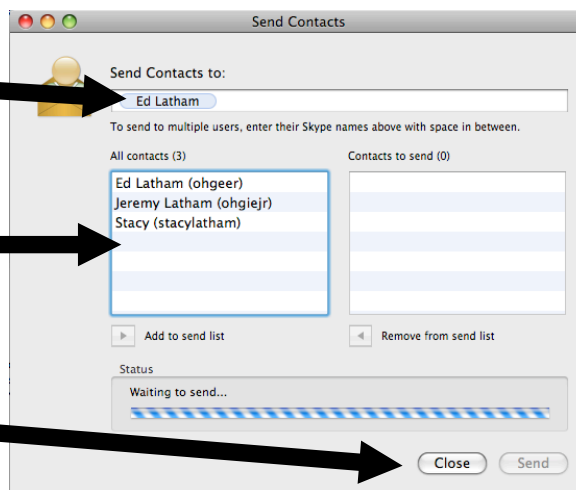 Send Contacts
Send Contacts to:
Ed Latham
To send to multiple users, enter their Skype names above with space in between.
All contacts (3)
Contacts to send (0)
Ed Latham (ohgeer)
Jeremy Latham (ohgiejr)
Stacy (stacylatham)
Add to send list
Remove from send list
Status
Waiting to send...
Close
Send